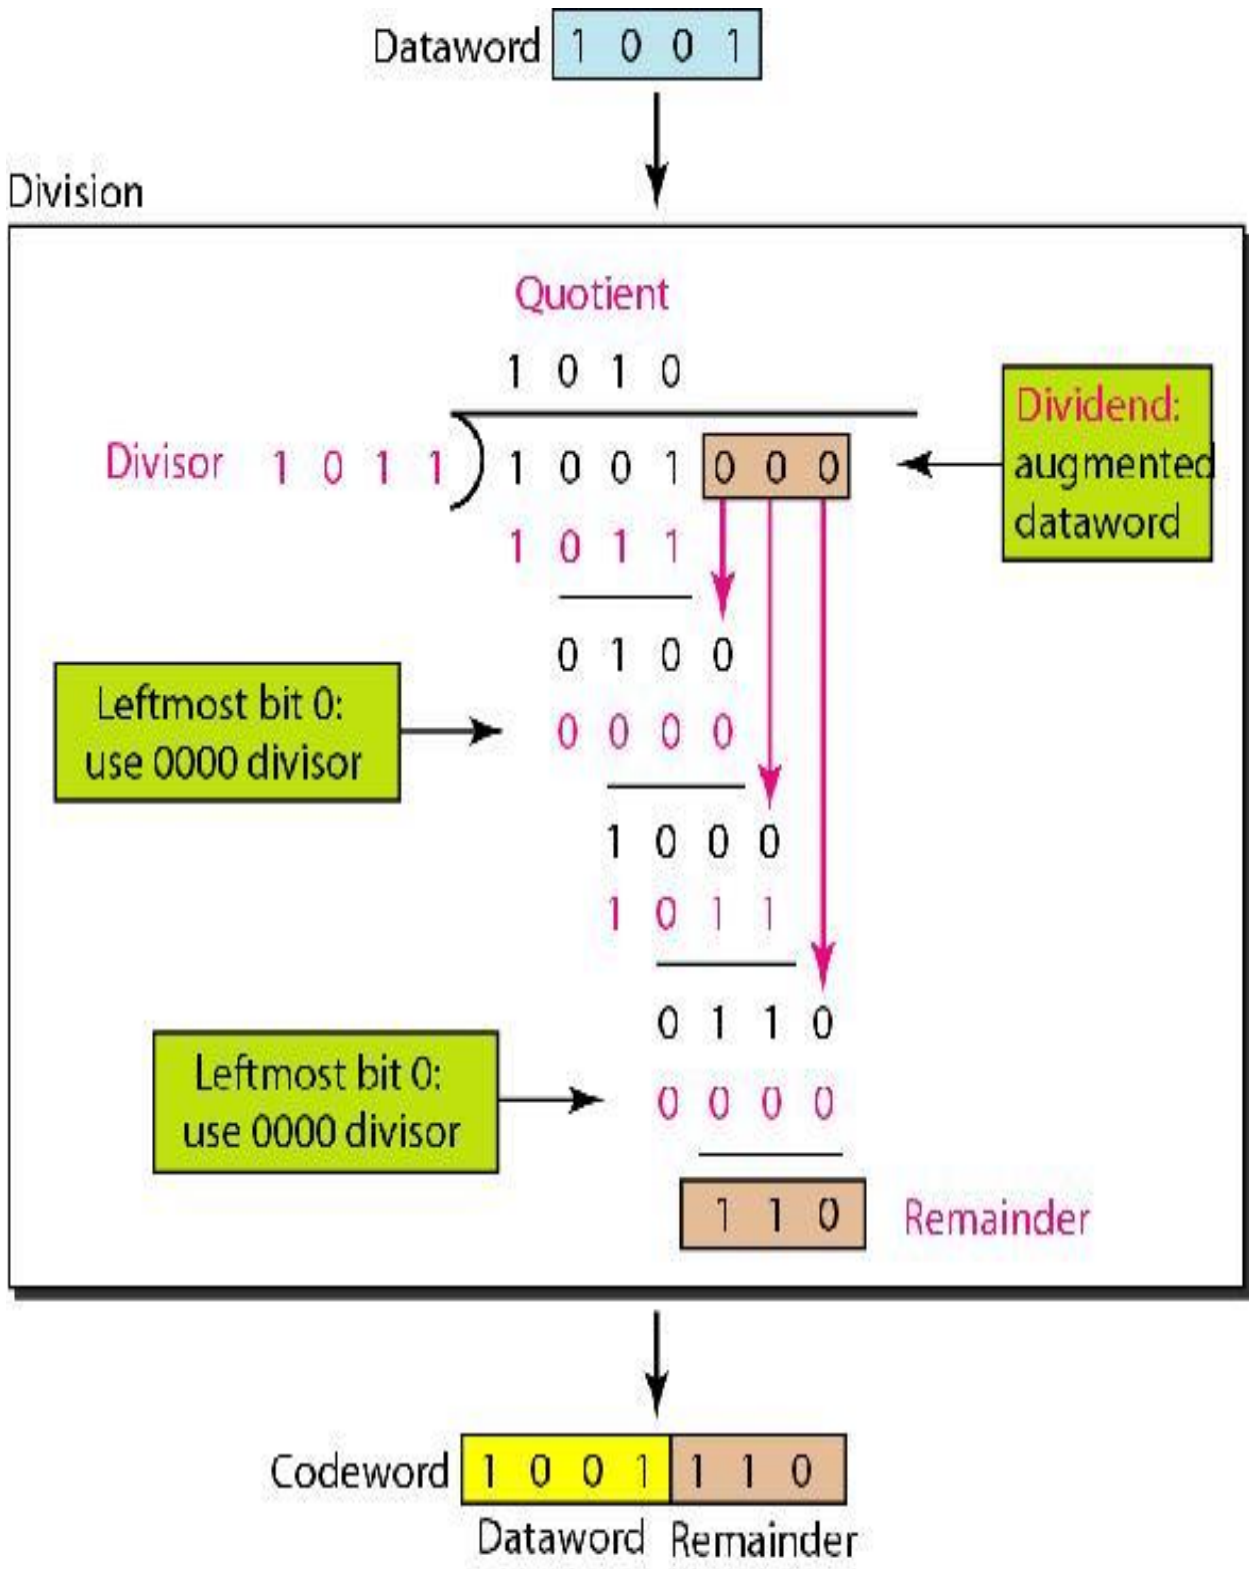 Dataword 1 0 0 1
Division
Quotient
1 0 1 0
Divisor 1 0 1 1 1 0 0 1 0 0 0
Dividend:
augmented
dataword
1 0 1 1
0 1 0 0
Leftmost bit 0:
use 0000 divisor
0 0 0 0
1 0 0 0
1 0 1 1
0 1 1 0
Leftmost bit 0:
use 0000 divisor
0 0 0 0
1 1 0 Remainder
Codeword 1 0 0 1 1 1 0
Dataword Remainder